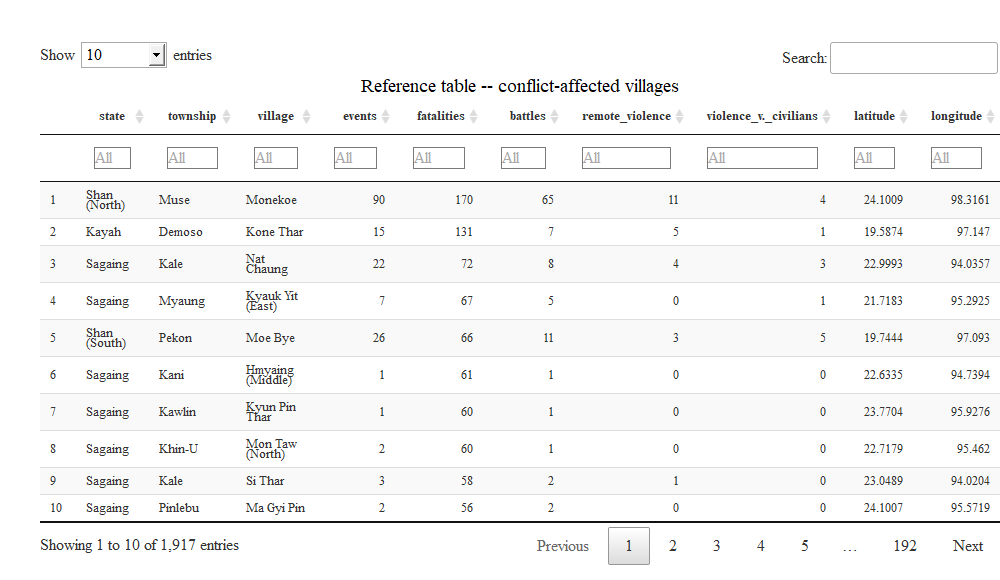 Show 10 entries Search:
Reference table -- conflict-affected villages
state township village events fatalities battles remote_violence violence_v._civilians latitude longitude
All All All All All All All All All All
1 Shan (North) Muse Monekoe 90 170 65 11 4 24.1009 98.3161
2 Kayah Demoso Kone Thar 15 131 7 5 1 19.5874 97.147
3 Sagaing Kale Nat Chaung 22 72 8 4 3 22.9993 94.0357
4 Sagaing Myaung Kyauk Yit (East) 7 67 5 0 1 21.7183 95.2925
5 Shan (South) Pekon Moe Bye 26 66 11 3 5 19.7444 97.093
6 Sagaing Kani Hmyaing (Middle) 1 61 1 0 0 22.6335 94.7394
7 Sagaing Kawlin Kyun Pin Thar 1 60 1 0 0 23.7704 95.9276
8 Sagaing Khin-U Mon Taw (North) 2 60 1 0 0 22.7179 95.462
9 Sagaing Kale Si Thar 3 58 2 1 0 23.0489 94.0204
10 Sagaing Pinlebu Ma Gyi Pin 2 56 2 0 0 24.1007 95.5719
Showing 1 to 10 of 1,917 entries Previous 1 2 3 4 5 … 192 Next